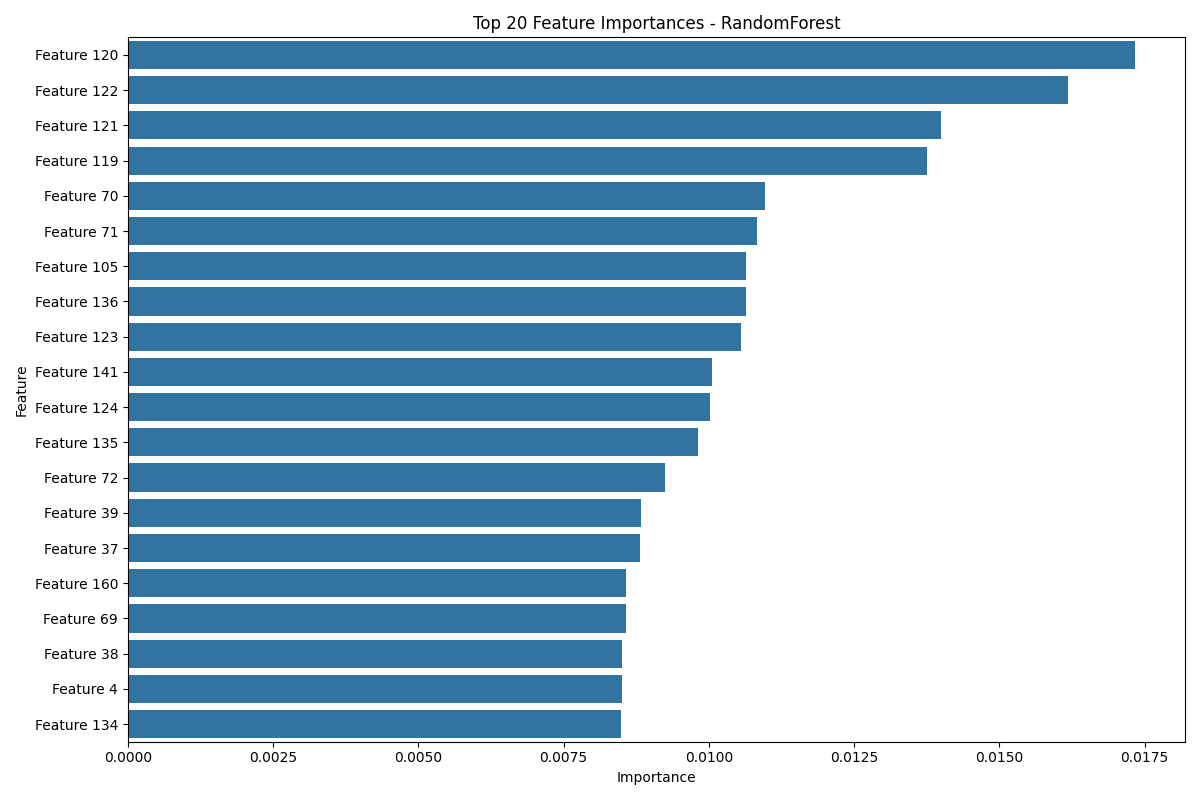 Top 20 Feature Importances - RandomForest
Feature 120
Feature 122
Feature 121
Feature 119
Feature 70
Feature 71
Feature 105
Feature 136
Feature 123
Feature 141
Feature 124
Feature 135
Feature 72
Feature 39
Feature 37
Feature 160
Feature 69
Feature 38
Feature 4
Feature 134
Feature
0.0000 0.0025 0.0050 0.0075 0.0100 0.0125 0.0150 0.0175
Importance